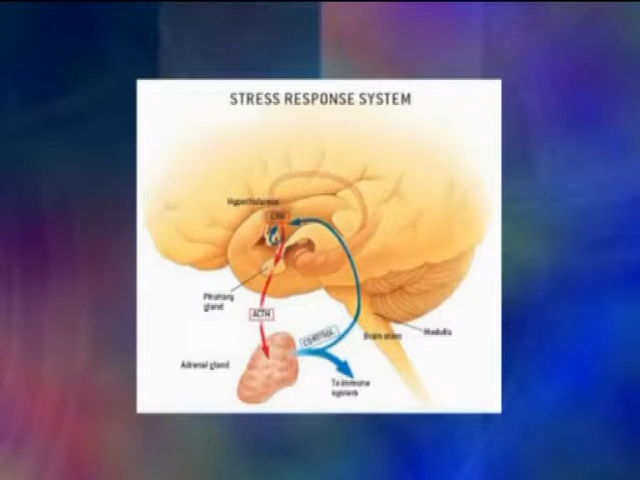 STRESS RESPONSE SYSTEM
Hypothalamus
CRH
Pituitary
gland
ACTH
CORTISOL
Brain stem
Medulla
Adrenal gland
To immune
system